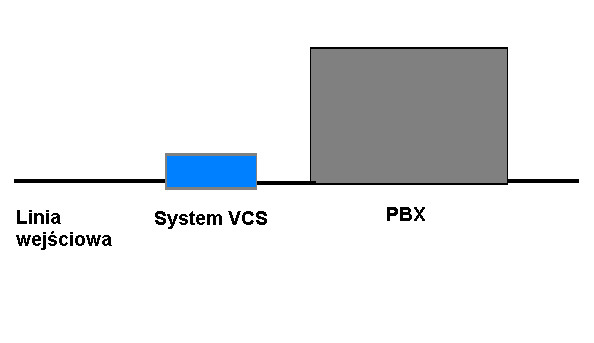 Linia
wejściowa
System VCS
PBX